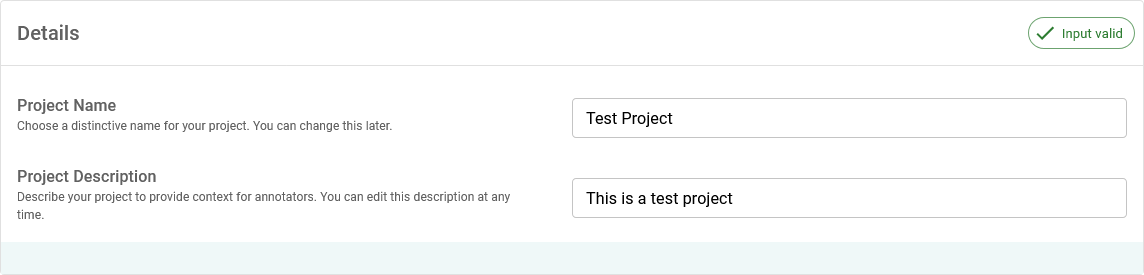 Details
Input valid
Project Name
Choose a distinctive name for your project. You can change this later.
Test Project
Project Description
Describe your project to provide context for annotators. You can edit this description at any
time.
This is a test project